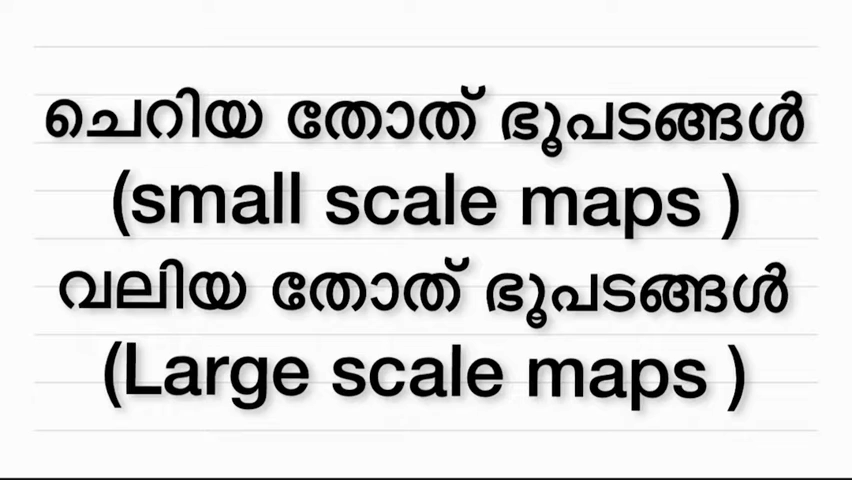 ചെറിയ തോത് ഭൂപടങ്ങൾ
(small scale maps )
വലിയ തോത് ഭൂപടങ്ങൾ
(Large scale maps )